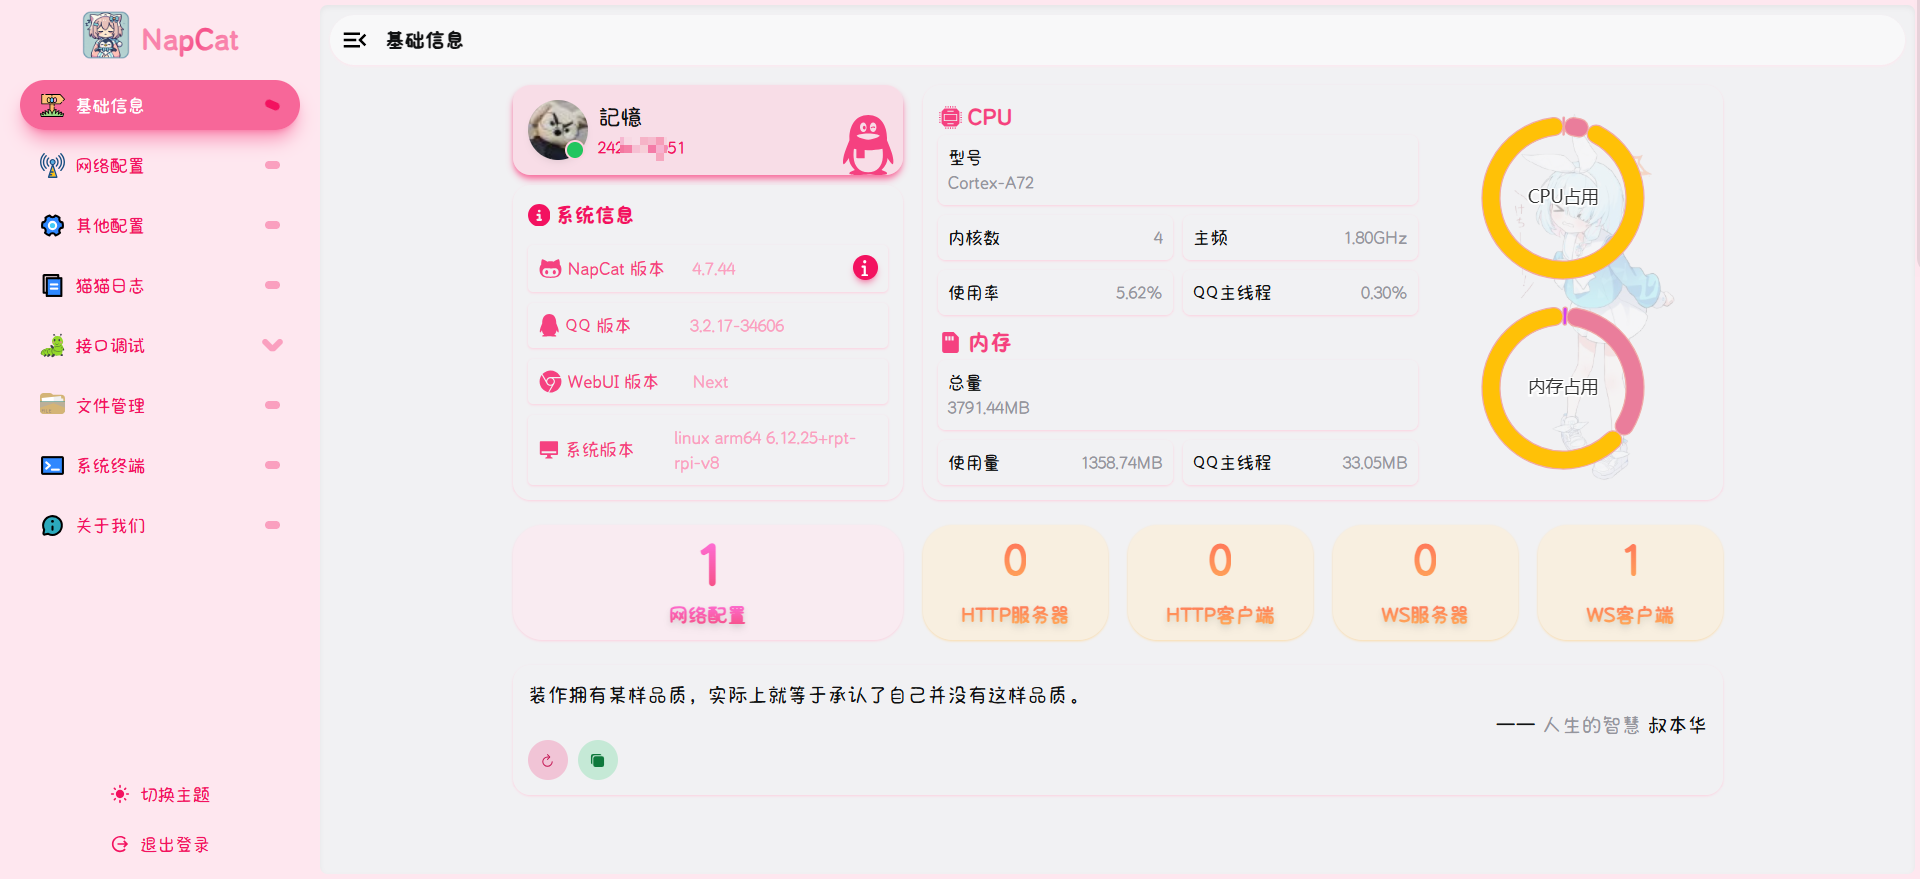 NapCat
基础信息
网络配置
其他配置
猫猫日志
接口调试
文件管理
系统终端
关于我们
切换主题
退出登录
基础信息
記憶
242 51
系统信息
NapCat 版本 4.7.44
QQ 版本 3.2.17-34606
WebUI 版本 Next
系统版本 linux arm64 6.12.25+rpt-
rpi-v8
CPU
型号
Cortex-A72
内核数 4 主频 1.80GHz
使用率 5.62% QQ主线程 0.30%
内存
总量
3791.44MB
使用量 1358.74MB QQ主线程 33.05MB
CPU占用
内存占用
1
网络配置
0
HTTP服务器
0
HTTP客户端
0
WS服务器
1
WS客户端
装作拥有某样品质，实际上就等于承认了自己并没有这样品质。
—— 人生的智慧 叔本华